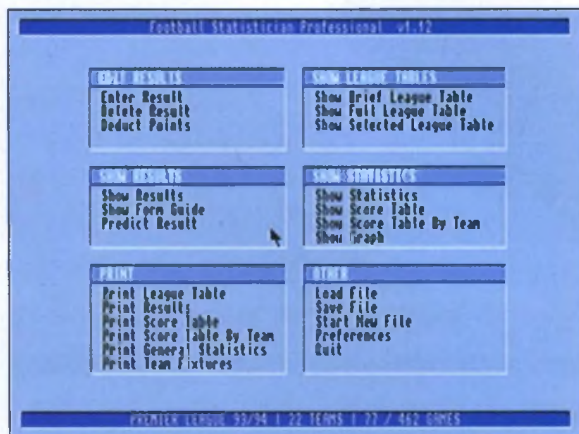 Football Statistician Professional v1.12
EDIT RESULTS
Enter Result
Delete Result
Deduct Points
SHOW LEAGUE TABLES
Show Brief League Table
Show Full League Table
Show Selected League Table
SHOW RESULTS
Show Results
Show Form Guide
Predict Result
SHOW STATISTICS
Show Statistics
Show Score Table
Show Score Table By Team
Show Graph
PRINT
Print League Table
Print Results
Print Score Table
Print Score Table By Team
Print General Statistics
Print Team Fixtures
OTHER
Load File
Save File
Start New File
Preferences
Quit
PREMIER LEAGUE 93/94 | 22 TEAMS | 77 / 462 GAMES